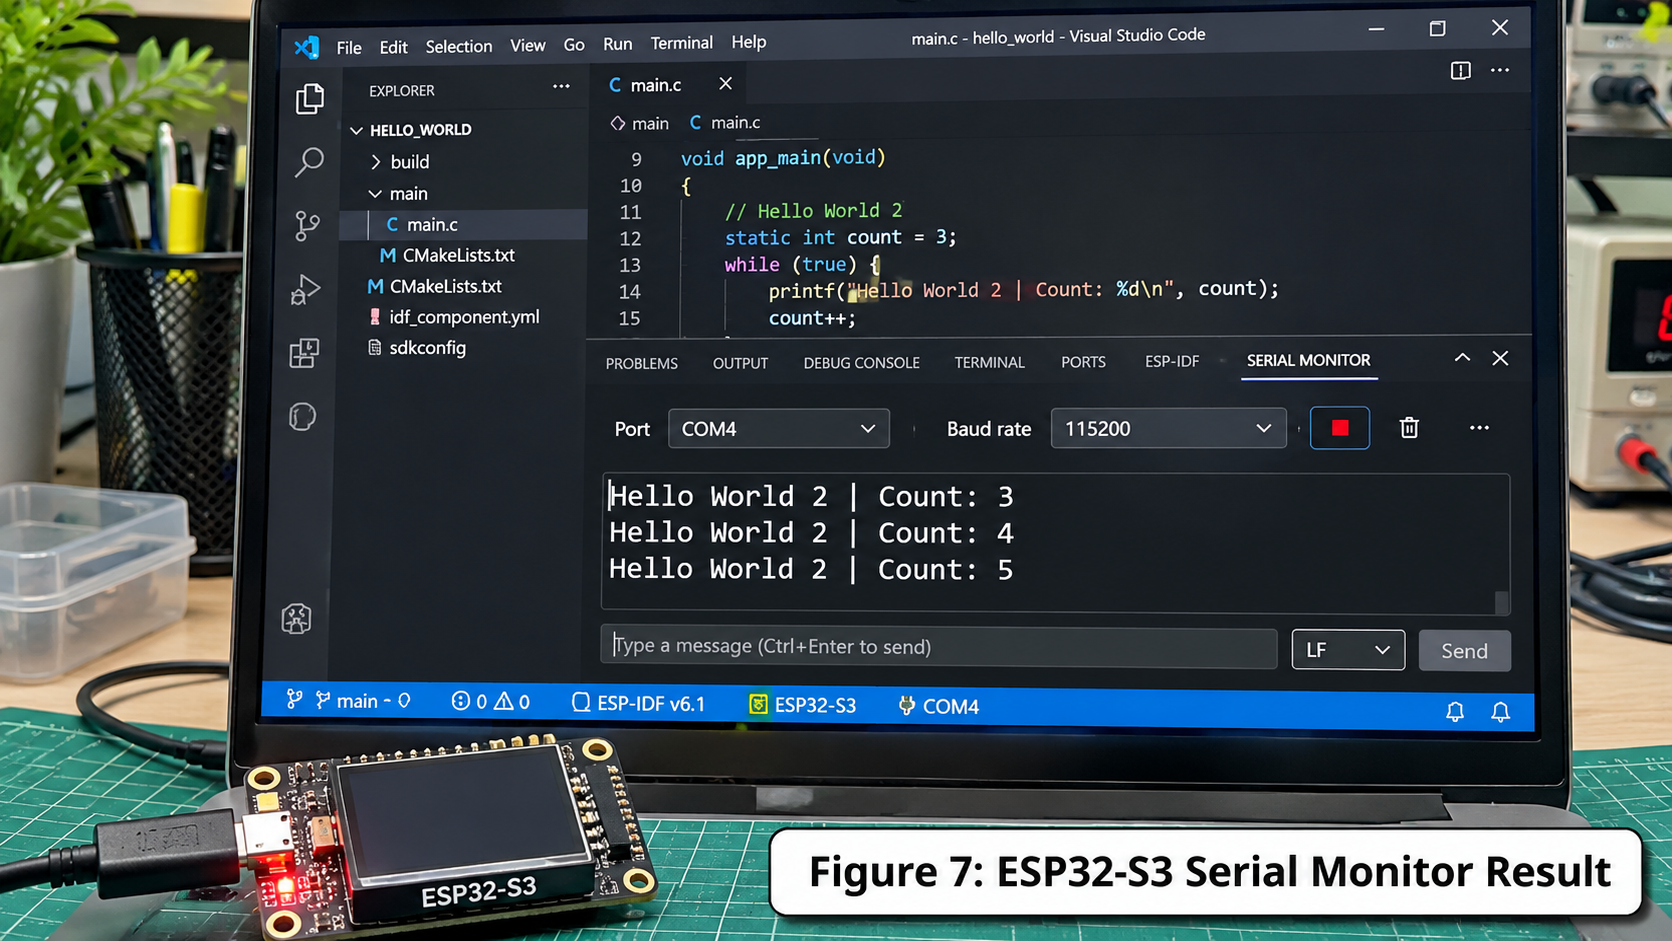 File Edit Selection View Go Run Terminal Help
main.c - hello_world - Visual Studio Code
EXPLORER
HELLO_WORLD
build
main
C main.c
M CMakeLists.txt
M CMakeLists.txt
idf_component.yml
sdkconfig
C main.c
main C main.c
9 void app_main(void)
10 {
11 // Hello World 2
12 static int count = 3;
13 while (true) {
14 printf("Hello World 2 | Count: %d\n", count);
15 count++;
PROBLEMS OUTPUT DEBUG CONSOLE TERMINAL PORTS ESP-IDF SERIAL MONITOR
Port COM4 Baud rate 115200
Hello World 2 | Count: 3
Hello World 2 | Count: 4
Hello World 2 | Count: 5
Type a message (Ctrl+Enter to send) LF Send
main 0 0 ESP-IDF v6.1 ESP32-S3 COM4
ESP32-S3
Figure 7: ESP32-S3 Serial Monitor Result